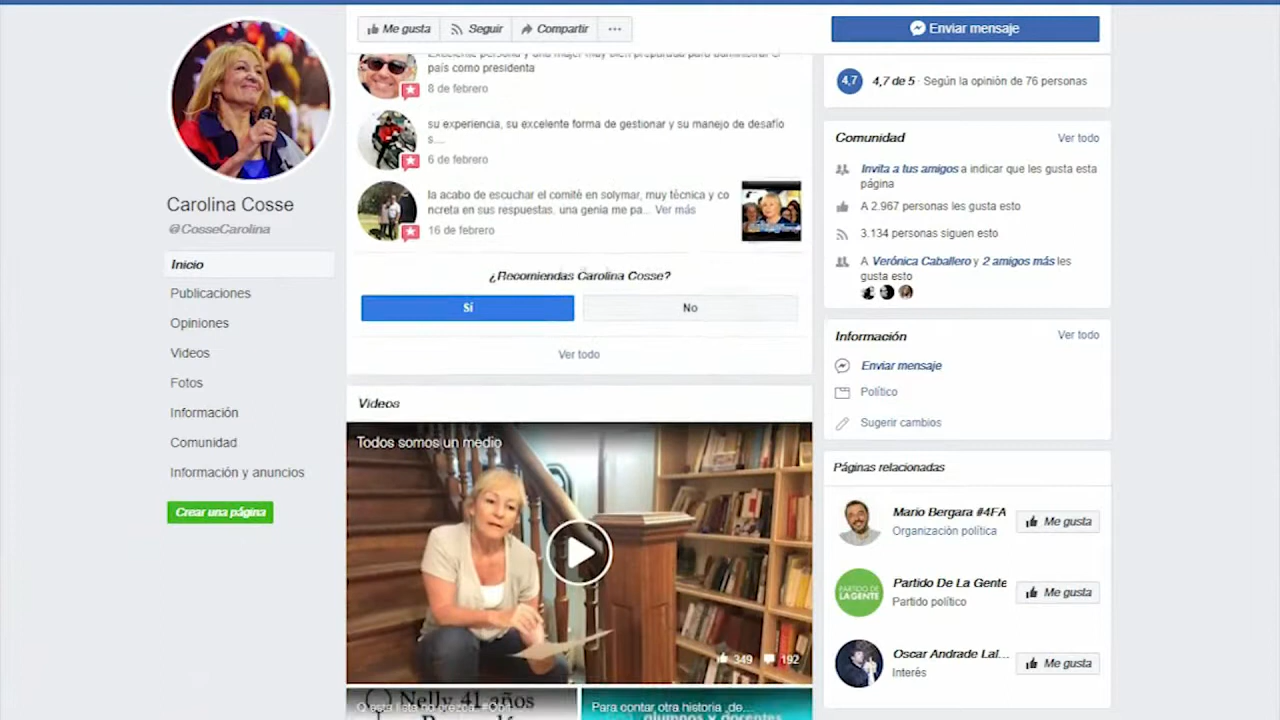 Me gusta
Seguir
Compartir
Enviar mensaje
Excelente persona y una mujer muy bien preparada para administrar el
país como presidenta
8 de febrero
su experiencia, su excelente forma de gestionar y su manejo de desafío
s....
6 de febrero
la acabo de escuchar el comité en solymar, muy técnica y co
ncreta en sus respuestas. una genia me pa... Ver más
16 de febrero
¿Recomiendas Carolina Cosse?
Sí
No
Ver todo
Videos
Todos somos un medio
349
192
Nelly 41 años
Para contar otra historia, de...
alumnos y docentes
Carolina Cosse
@CosseCarolina
Inicio
Publicaciones
Opiniones
Videos
Fotos
Información
Comunidad
Información y anuncios
Crear una página
4,7
4,7 de 5 · Según la opinión de 76 personas
Comunidad
Ver todo
Invita a tus amigos a indicar que les gusta esta
página
A 2.967 personas les gusta esto
3.134 personas siguen esto
A Verónica Caballero y 2 amigos más les
gusta esto
Información
Ver todo
Enviar mensaje
Político
Sugerir cambios
Páginas relacionadas
Mario Bergara #4FA
Organización política
Me gusta
PARTIDO DE
LA GENTE
Partido De La Gente
Partido político
Me gusta
Oscar Andrade Lal...
Interés
Me gusta